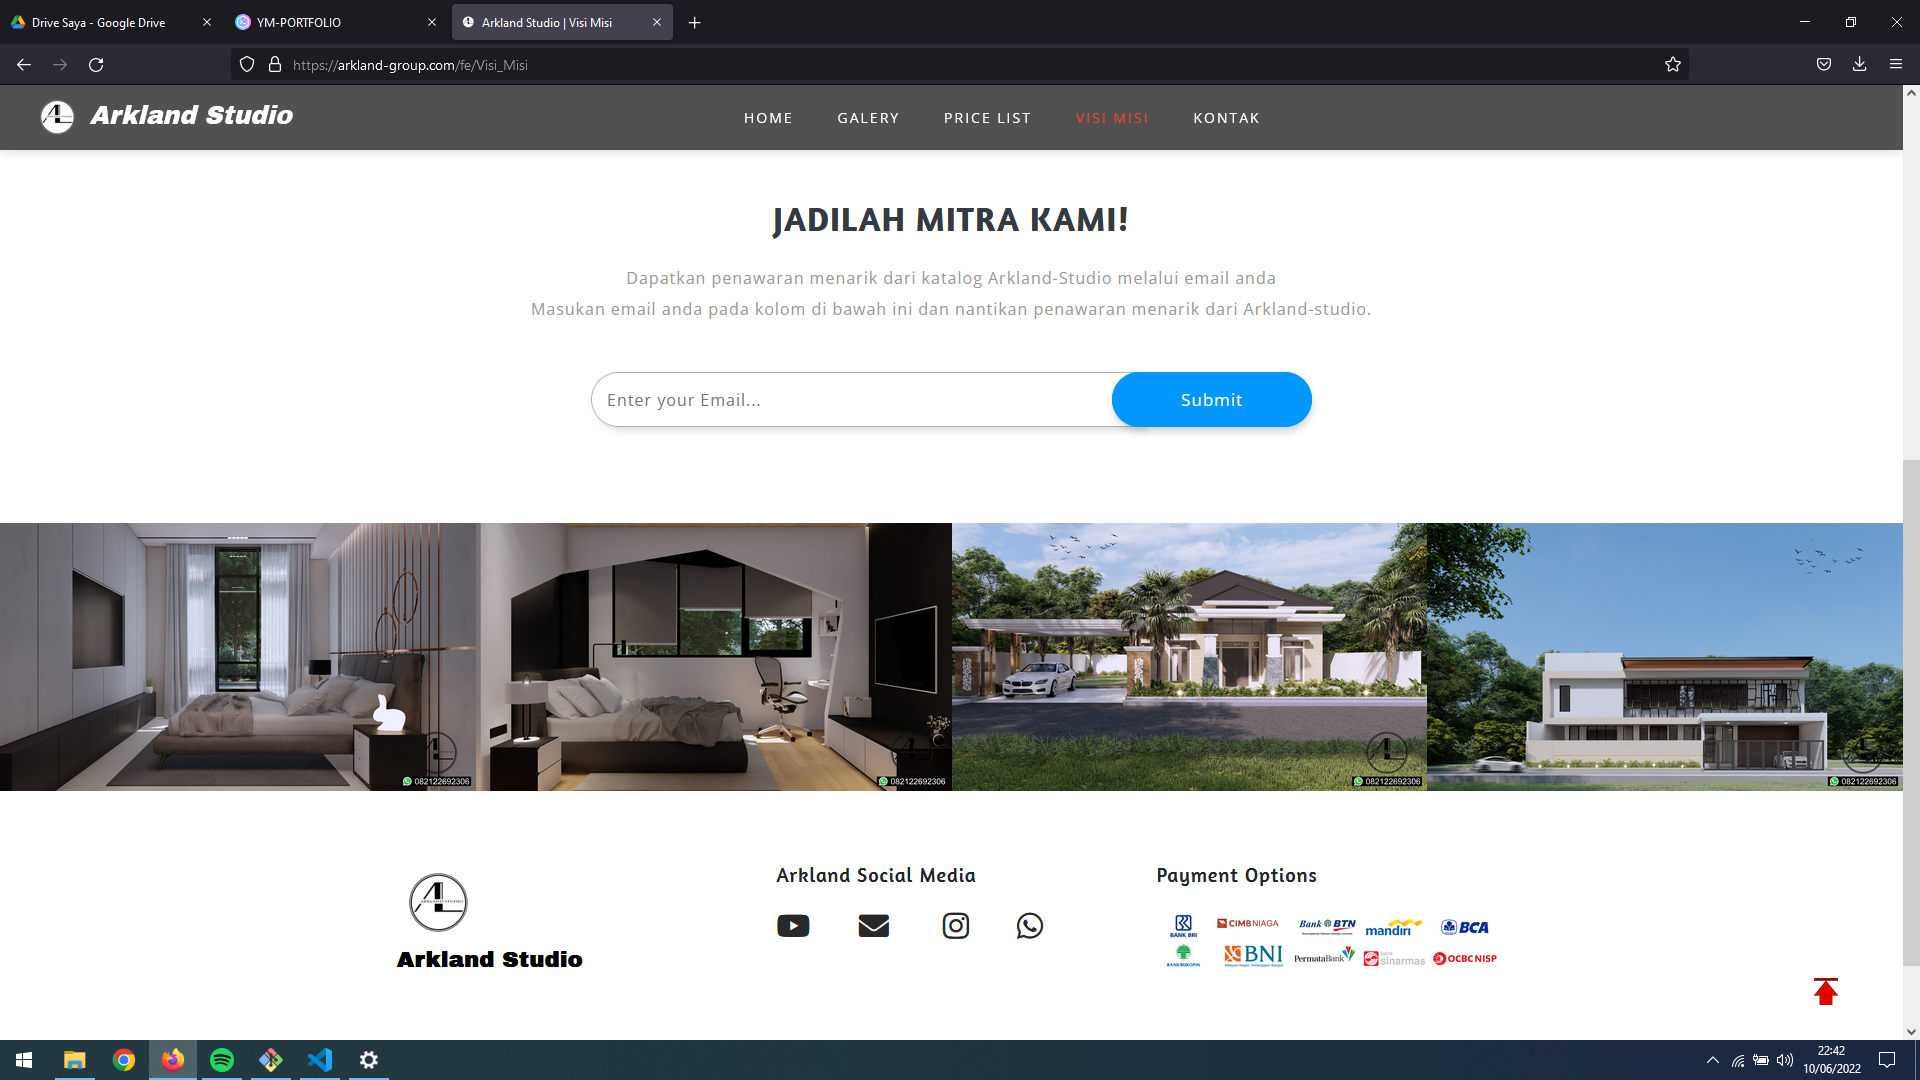 Drive Saya - Google Drive
YM-PORTFOLIO
Arkland Studio | Visi Misi
https://arkland-group.com/fe/Visi_Misi
Arkland Studio
HOME
GALERY
PRICE LIST
VISI MISI
KONTAK
JADILAH MITRA KAMI!
Dapatkan penawaran menarik dari katalog Arkland-Studio melalui email anda
Masukan email anda pada kolom di bawah ini dan nantikan penawaran menarik dari Arkland-studio.
Enter your Email...
Submit
082122692306
082122692306
082122692306
082122692306
ARKLAND STUDIO
Arkland Studio
Arkland Social Media
Payment Options
BANK BRI
CIMB NIAGA
Bank BTN
mandiri
BCA
BANK BUKOPIN
BNI
PermataBank
Bank sinarmas
OCBC NISP
22:42
10/06/2022